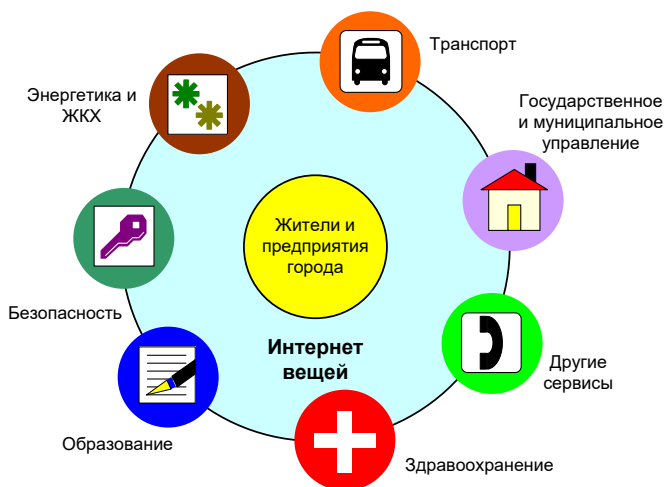 Транспорт
Энергетика и
ЖКХ
Государственное
и муниципальное
управление
Жители и
предприятия
города
Безопасность
Интернет
вещей
Другие
сервисы
Образование
Здравоохранение